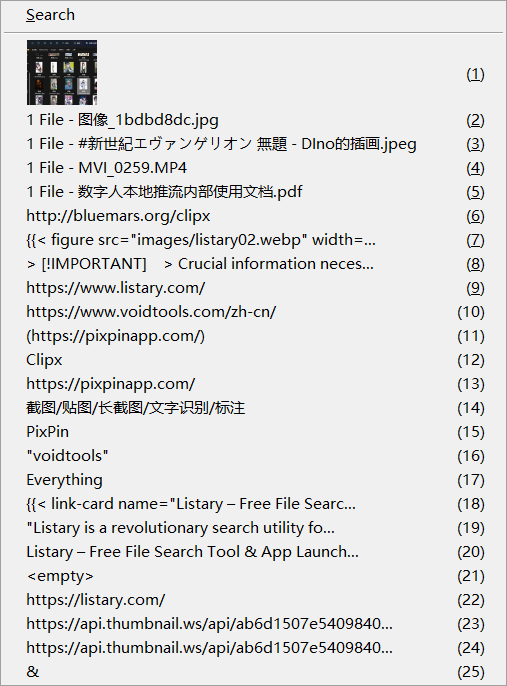 Search
(1)
1 File - 图像_1bdbd8dc.jpg (2)
1 File - #新世紀エヴァンゲリオン 無題 - DIno的插画.jpeg (3)
1 File - MVI_0259.MP4 (4)
1 File - 数字人本地推流内部使用文档.pdf (5)
http://bluemars.org/clipx (6)
{{< figure src="images/listary02.webp" width=... (7)
> [!IMPORTANT] > Crucial information neces... (8)
https://www.listary.com/ (9)
https://www.voidtools.com/zh-cn/ (10)
(https://pixpinapp.com/) (11)
Clipx (12)
https://pixpinapp.com/ (13)
截图/贴图/长截图/文字识别/标注 (14)
PixPin (15)
"voidtools" (16)
Everything (17)
{{< link-card name="Listary – Free File Searc... (18)
"Listary is a revolutionary search utility fo... (19)
Listary – Free File Search Tool & App Launch... (20)
<empty> (21)
https://listary.com/ (22)
https://api.thumbnail.ws/api/ab6d1507e5409840... (23)
https://api.thumbnail.ws/api/ab6d1507e5409840... (24)
& (25)